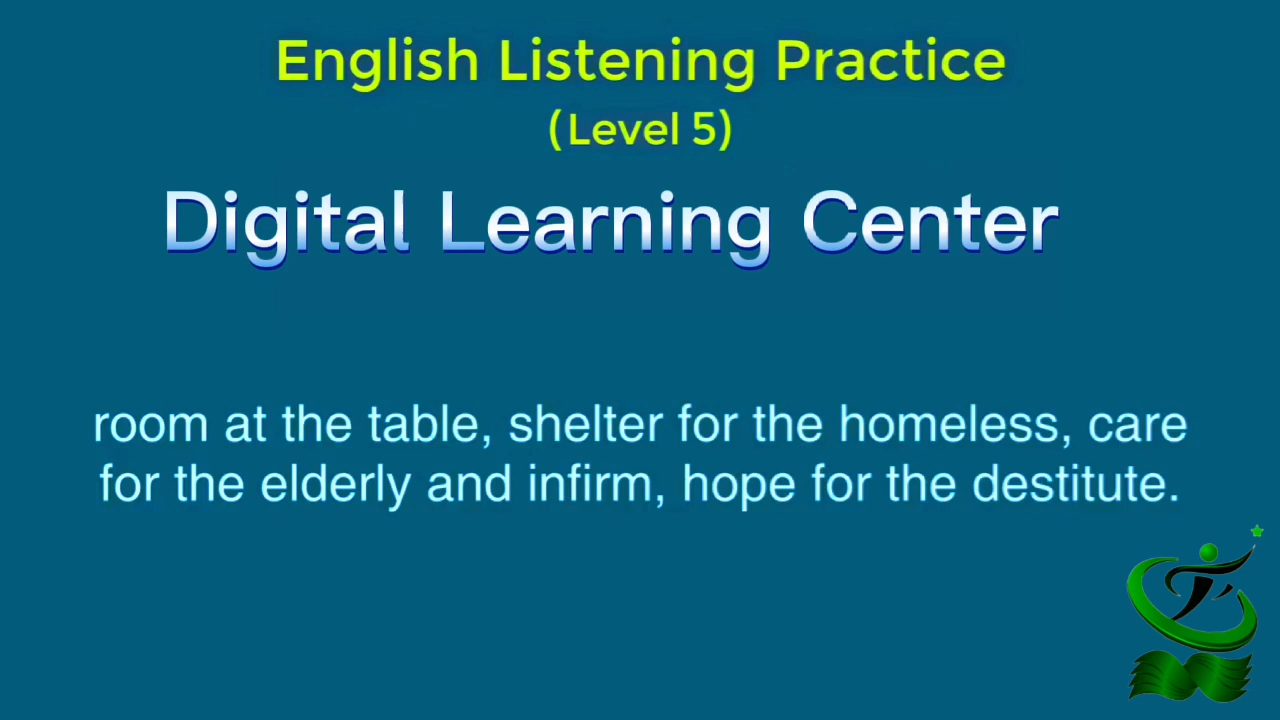 English Listening Practice
(Level 5)
Digital Learning Center
room at the table, shelter for the homeless, care
for the elderly and infirm, hope for the destitute.